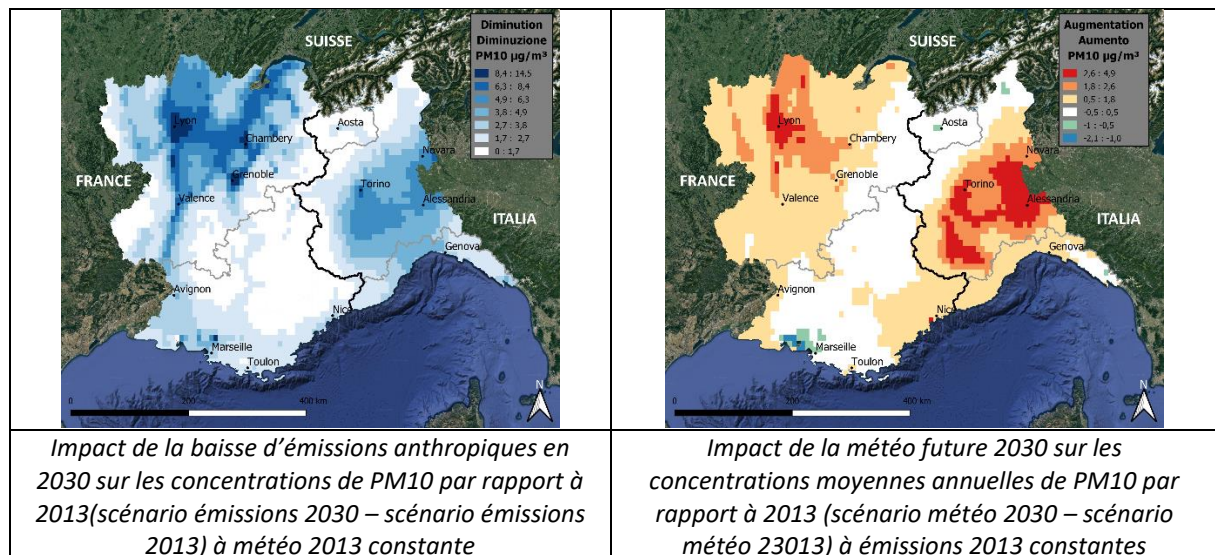 Diminution
Diminuzione
PM10 µg/m³
8,4 : 14,5
6,3 : 8,4
4,9 : 6,3
3,8 : 4,9
2,7 : 3,8
1,7 : 2,7
0 : 1,7
SUISSE
Lyon
Chambery
Aosta
Novara
FRANCE
Grenoble
Torino
Valence
Alessandria
ITALIA
Genova
Avignon
Nice
Marseille
Toulon
N
0
200
400 km
Augmentation
Aumento
PM10 µg/m³
2,6 : 4,9
1,8 : 2,6
0,5 : 1,8
-0,5 : 0,5
-1 : -0,5
-2,1 : -1,0
SUISSE
Lyon
Chambery
Aosta
Novara
FRANCE
Grenoble
Torino
Valence
Alessandria
ITALIA
Genova
Avignon
Nice
Marseille
Toulon
N
0
200
400 km
Impact de la baisse d’émissions anthropiques en
2030 sur les concentrations de PM10 par rapport à
2013(scénario émissions 2030 – scénario émissions
2013) à météo 2013 constante
Impact de la météo future 2030 sur les
concentrations moyennes annuelles de PM10 par
rapport à 2013 (scénario météo 2030 – scénario
météo 23013) à émissions 2013 constantes